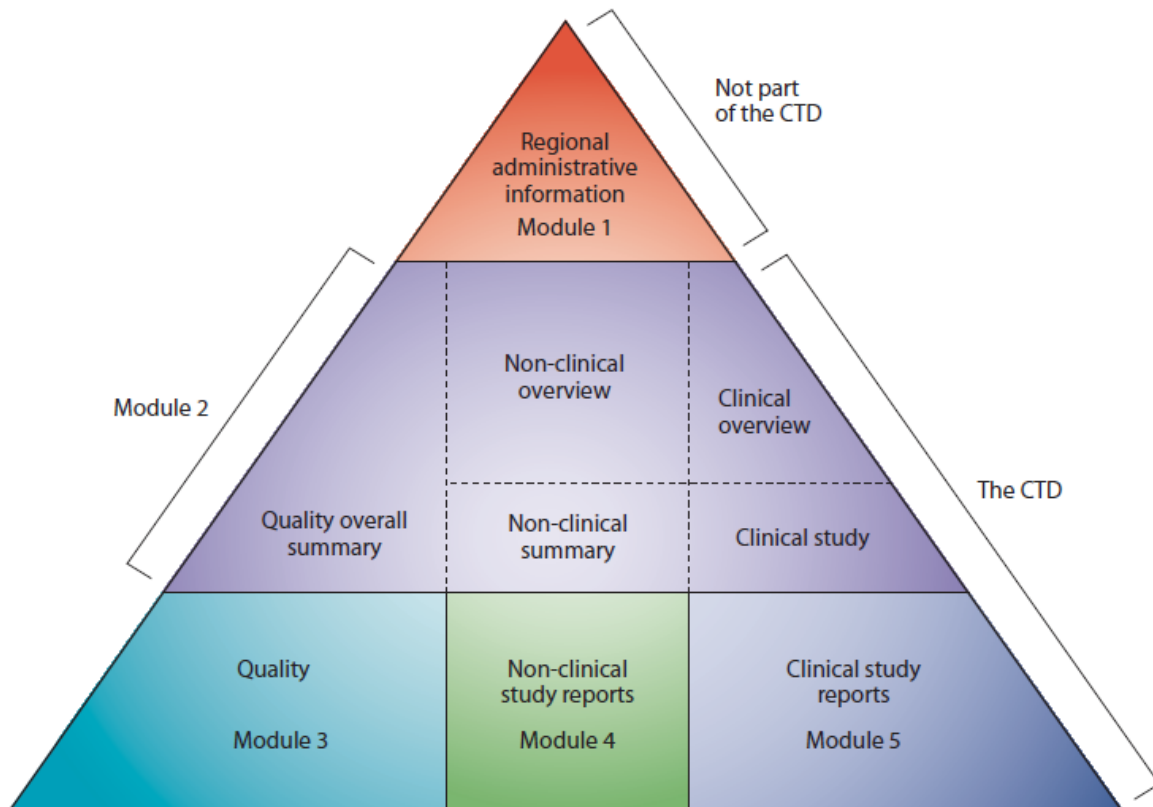 Not part
of the CTD
Regional
administrative
information
Module 1
Module 2
Non-clinical
overview
Clinical
overview
The CTD
Quality overall
summary
Non-clinical
summary
Clinical study
Quality
Module 3
Non-clinical
study reports
Module 4
Clinical study
reports
Module 5